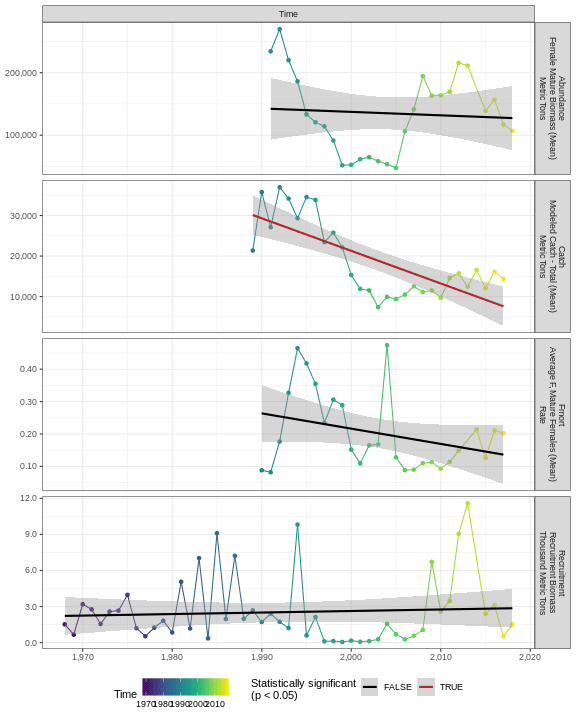 Time
200,000
100,000
Abundance
Female Mature Biomass (Mean)
Metric Tons
30,000
20,000
10,000
Catch
Modeled Catch - Total (Mean)
Metric Tons
0.40
0.30
0.20
0.10
Fmort
Average F, Mature Females (Mean)
Rate
12.0
9.0
6.0
3.0
0.0
Recruitment
Recruitment Biomass
Thousand Metric Tons
1,970 1,980 1,990 2,000 2,010 2,020
Time
1970 1980 1990 2000 2010
Statistically significant
(p < 0.05)
FALSE
TRUE